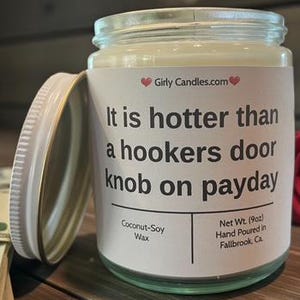 Girly Candles.com
It is hotter than
a hookers door
knob on payday
Coconut-Soy
Wax
Net Wt. (9oz)
Hand Poured in
Fallbrook, Ca.